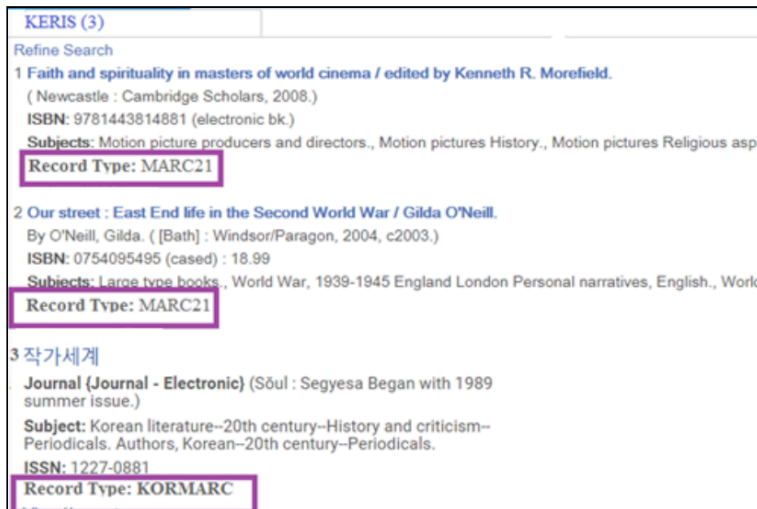 KERIS (3)
Refine Search
1 Faith and spirituality in masters of world cinema / edited by Kenneth R. Morefield.
( Newcastle : Cambridge Scholars, 2008.)
ISBN: 9781443814881 (electronic bk.)
Subjects: Motion picture producers and directors., Motion pictures History., Motion pictures Religious asp
Record Type: MARC21
2 Our street : East End life in the Second World War / Gilda O'Neill.
By O'Neill, Gilda. ( [Bath] : Windsor/Paragon, 2004, c2003.)
ISBN: 0754095495 (cased) : 18.99
Subjects: Large type books., World War, 1939-1945 England London Personal narratives, English., World
Record Type: MARC21
3 작가세계
Journal {Journal - Electronic} (Sŏul : Segyesa Began with 1989
summer issue.)
Subject: Korean literature--20th century--History and criticism--
Periodicals. Authors, Korean--20th century--Periodicals.
ISSN: 1227-0881
Record Type: KORMARC